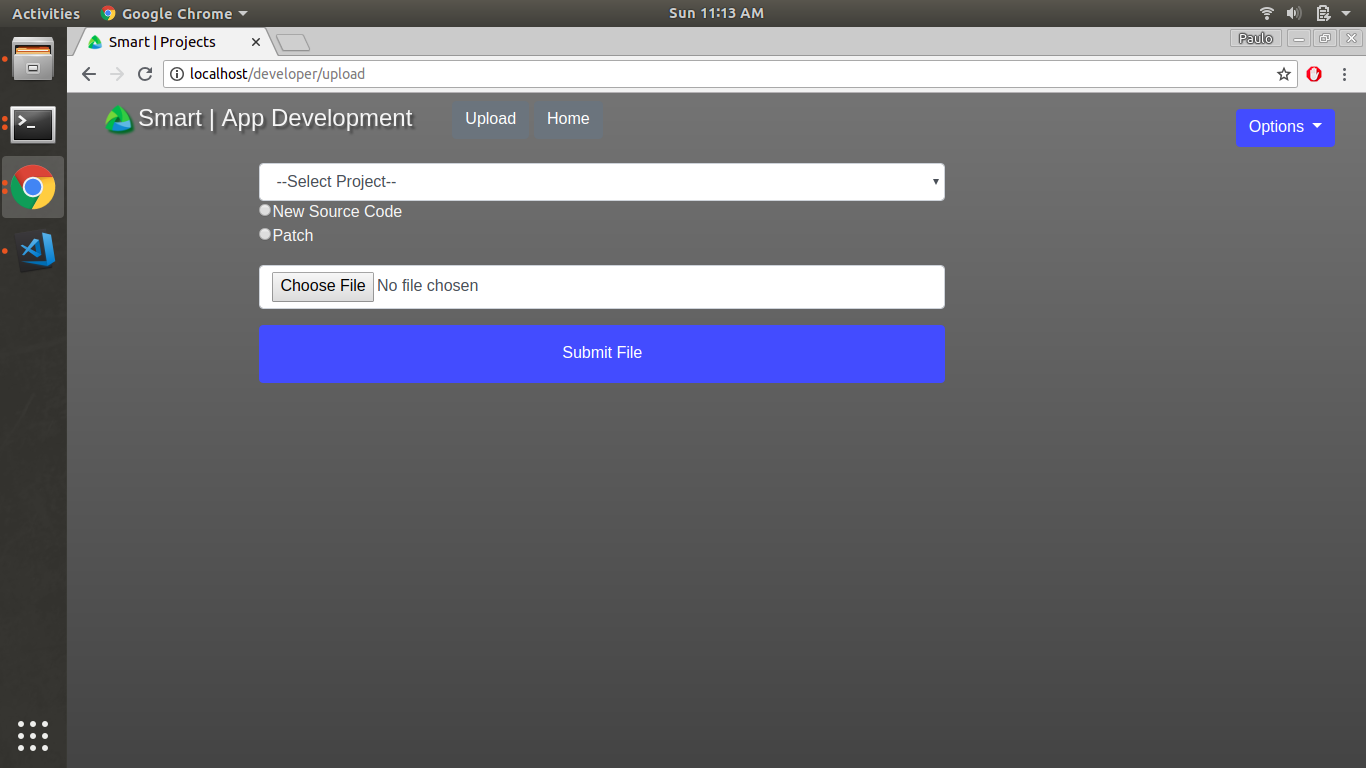 Activities Google Chrome Sun 11:13 AM
Smart | Projects Paulo
localhost/developer/upload
Smart | App Development Upload Home Options
--Select Project--
New Source Code
Patch
Choose File No file chosen
Submit File